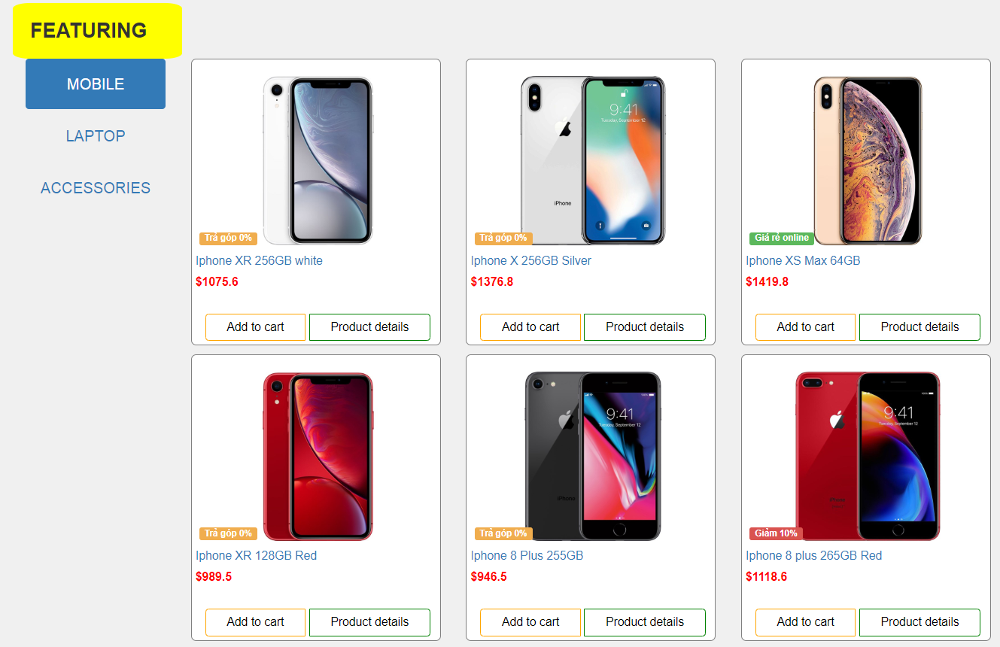 FEATURING
MOBILE
LAPTOP
ACCESSORIES
9:41
Tuesday, September 12
iPhone
Trả góp 0%
Trả góp 0%
Giá rẻ online
Iphone XR 256GB white
Iphone X 256GB Silver
Iphone XS Max 64GB
$1075.6
$1376.8
$1419.8
Add to cart
Product details
Add to cart
Product details
Add to cart
Product details
9:41
Tuesday, September 12
iPhone
9:41
Tuesday, September 12
iPhone
Trả góp 0%
Trả góp 0%
Giảm 10%
Iphone XR 128GB Red
Iphone 8 Plus 255GB
Iphone 8 plus 265GB Red
$989.5
$946.5
$1118.6
Add to cart
Product details
Add to cart
Product details
Add to cart
Product details